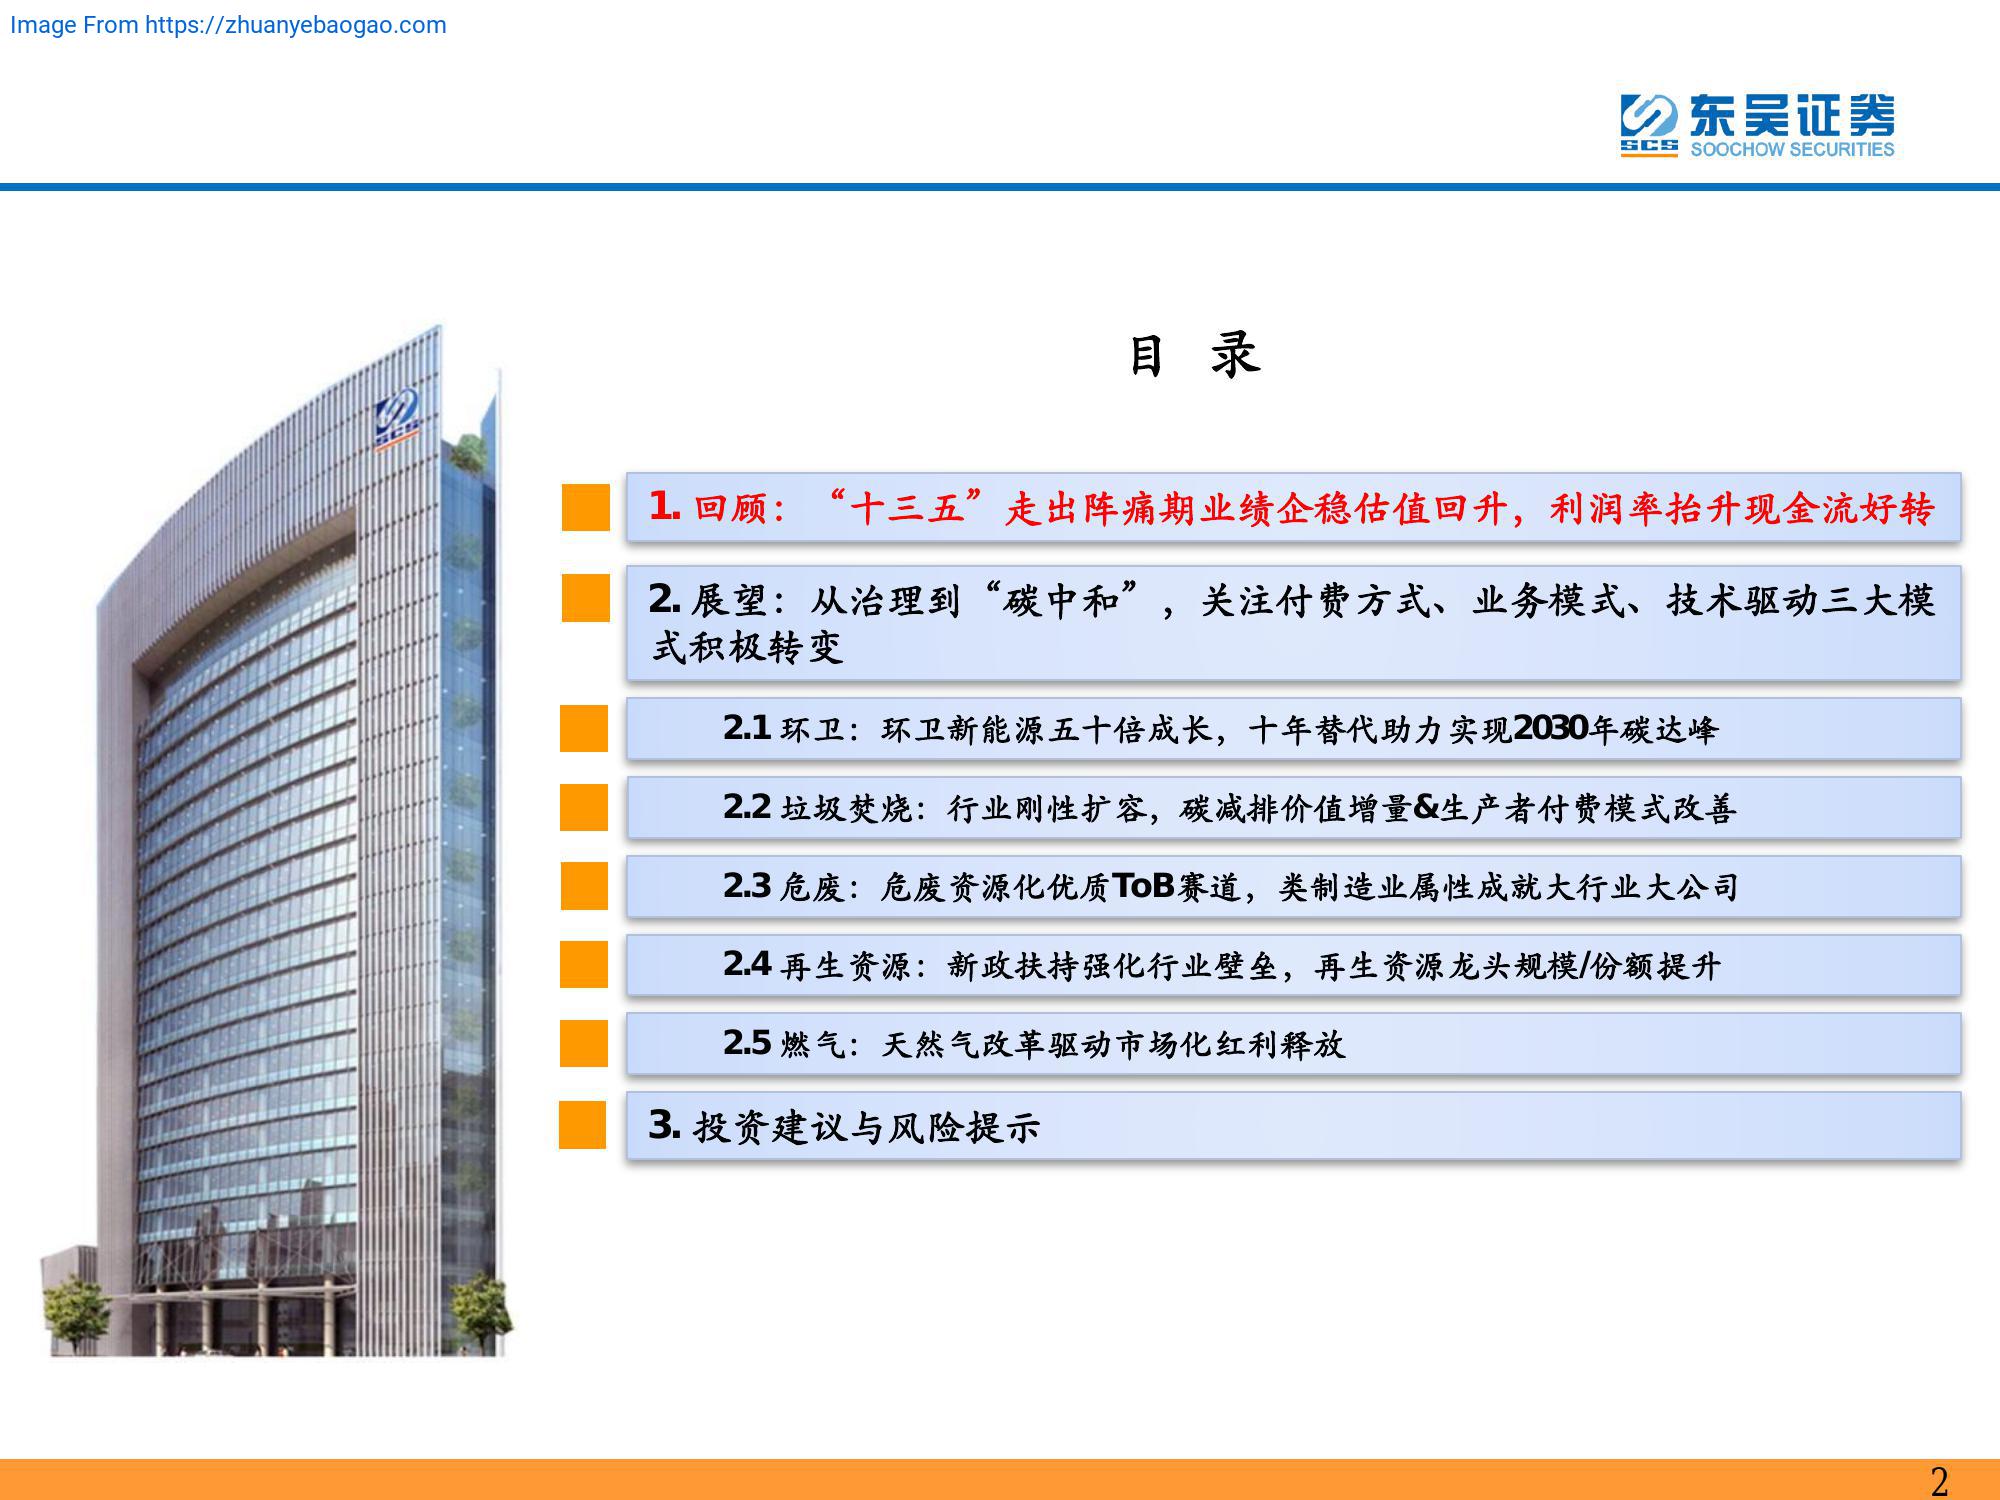 Image From https://zhuanyebaogao.com
SCS
东吴证券
SOOCHOW SECURITIES
目 录
SCS
1. 回顾：“十三五”走出阵痛期业绩企稳估值回升，利润率抬升现金流好转
2. 展望：从治理到“碳中和”，关注付费方式、业务模式、技术驱动三大模
式积极转变
2.1 环卫：环卫新能源五十倍成长，十年替代助力实现2030年碳达峰
2.2 垃圾焚烧：行业刚性扩容，碳减排价值增量&生产者付费模式改善
2.3 危废：危废资源化优质ToB赛道，类制造业属性成就大行业大公司
2.4 再生资源：新政扶持强化行业壁垒，再生资源龙头规模/份额提升
2.5 燃气：天然气改革驱动市场化红利释放
3. 投资建议与风险提示
2